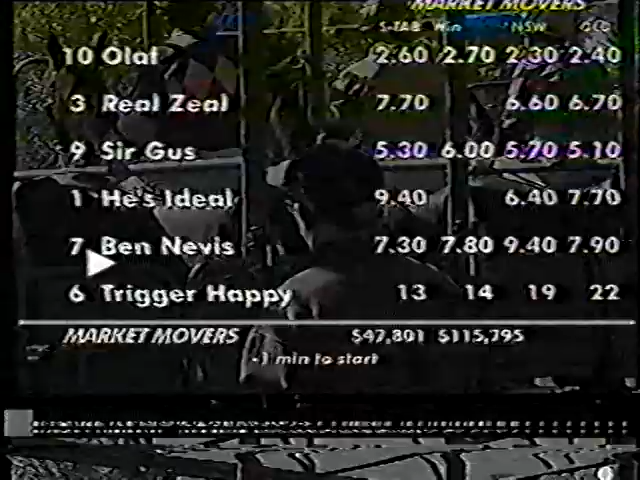 MARKET MOVERS
S-TAB Win NSW QLD
10 Olaf 2.60 2.70 2.30 2.40
3 Real Zeal 7.70 6.60 6.70
9 Sir Gus 5.30 6.00 5.70 5.10
1 He's Ideal 9.40 6.40 7.70
7 Ben Nevis 7.30 7.80 9.40 7.90
6 Trigger Happy 13 14 19 22
MARKET MOVERS $47,801 $115,795
-1 min to start